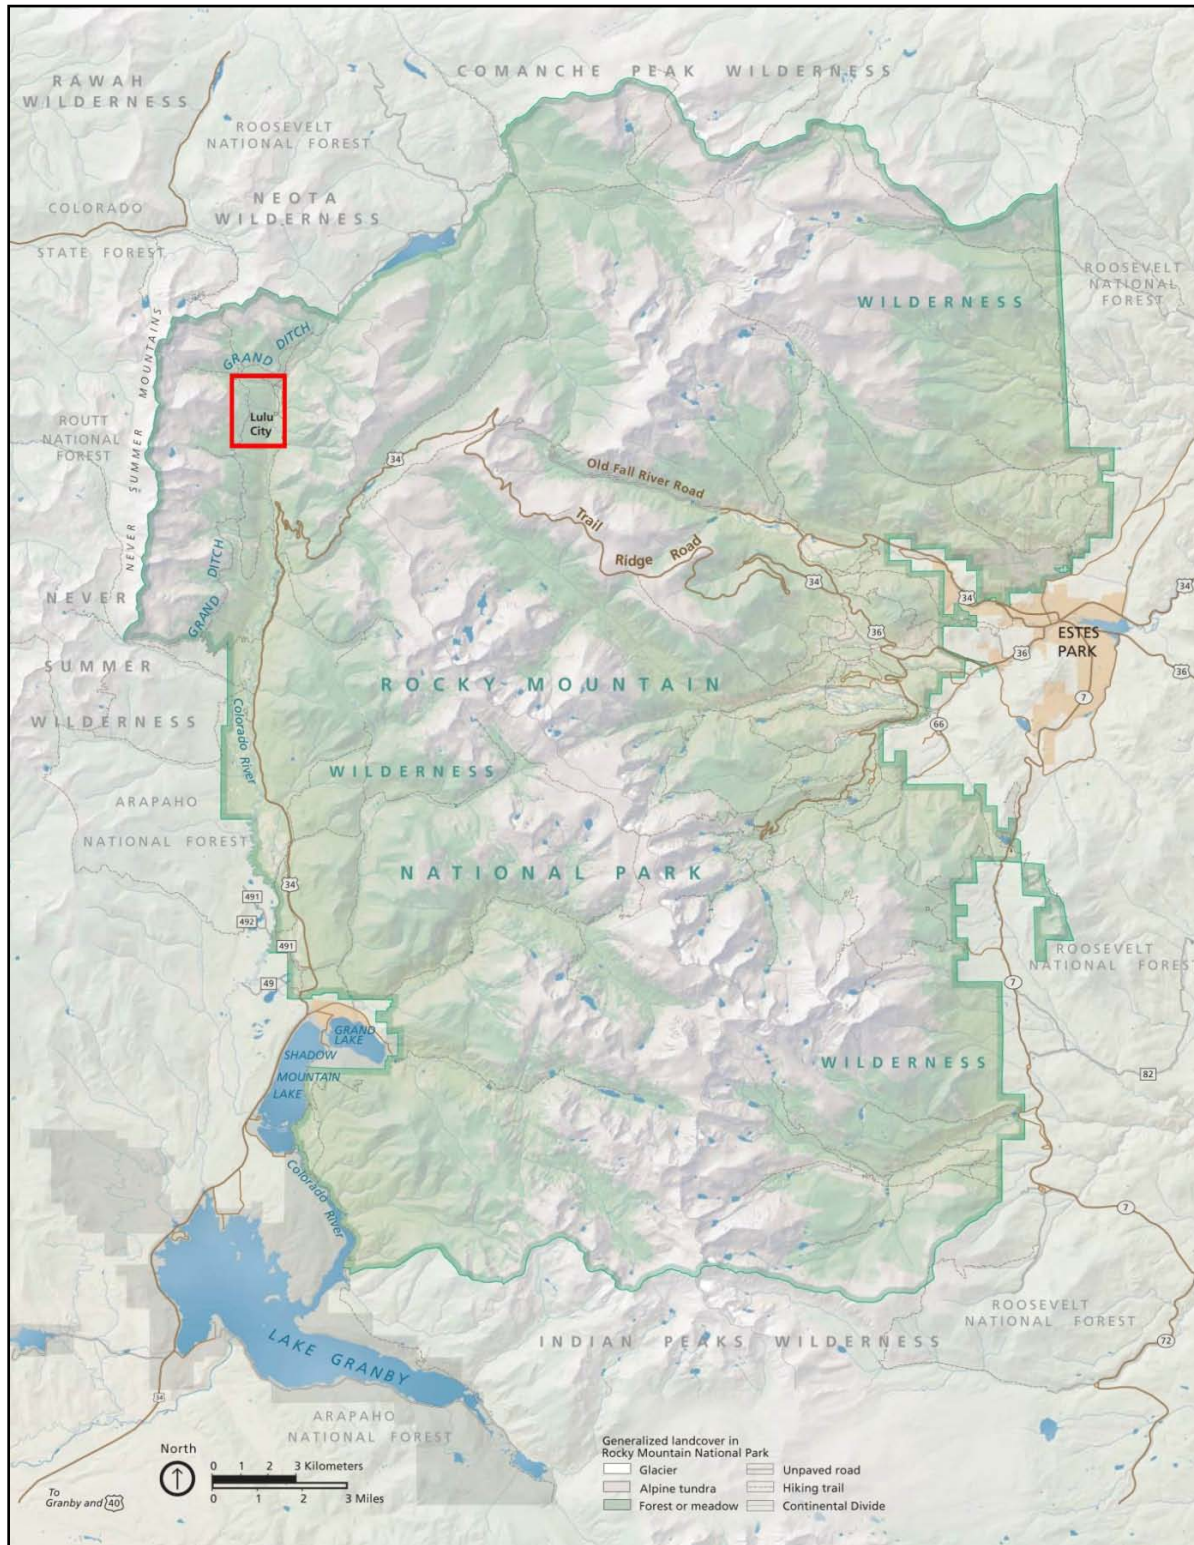 COMANCHE PEAK WILDERNESS
RAWAH
WILDERNESS
ROOSEVELT
NATIONAL FOREST
NEOTA
WILDERNESS
COLORADO
STATE FOREST
ROOSEVELT
NATIONAL
FOREST
WILDERNESS
GRAND DITCH
NEVER SUMMER MOUNTAINS
Lulu
City
ROUTT
NATIONAL
FOREST
34
Old Fall River Road
Trail
Ridge Road
GRAND DITCH
34
34
34
NEVER
SUMMER
WILDERNESS
36
36
36
ESTES
PARK
7
66
ROCKY MOUNTAIN
Colorado River
WILDERNESS
ARAPAHO
NATIONAL FOREST
NATIONAL PARK
34
491
492
491
49
ROOSEVELT
NATIONAL FOREST
7
GRAND
LAKE
SHADOW
MOUNTAIN
LAKE
WILDERNESS
82
Colorado River
7
ROOSEVELT
NATIONAL FOREST
72
INDIAN PEAKS WILDERNESS
LAKE GRANBY
34
ARAPAHO
NATIONAL FOREST
North
0 1 2 3 Kilometers
0 1 2 3 Miles
To
Granby and 40
Generalized landcover in
Rocky Mountain National Park
Glacier
Alpine tundra
Forest or meadow
Unpaved road
Hiking trail
Continental Divide